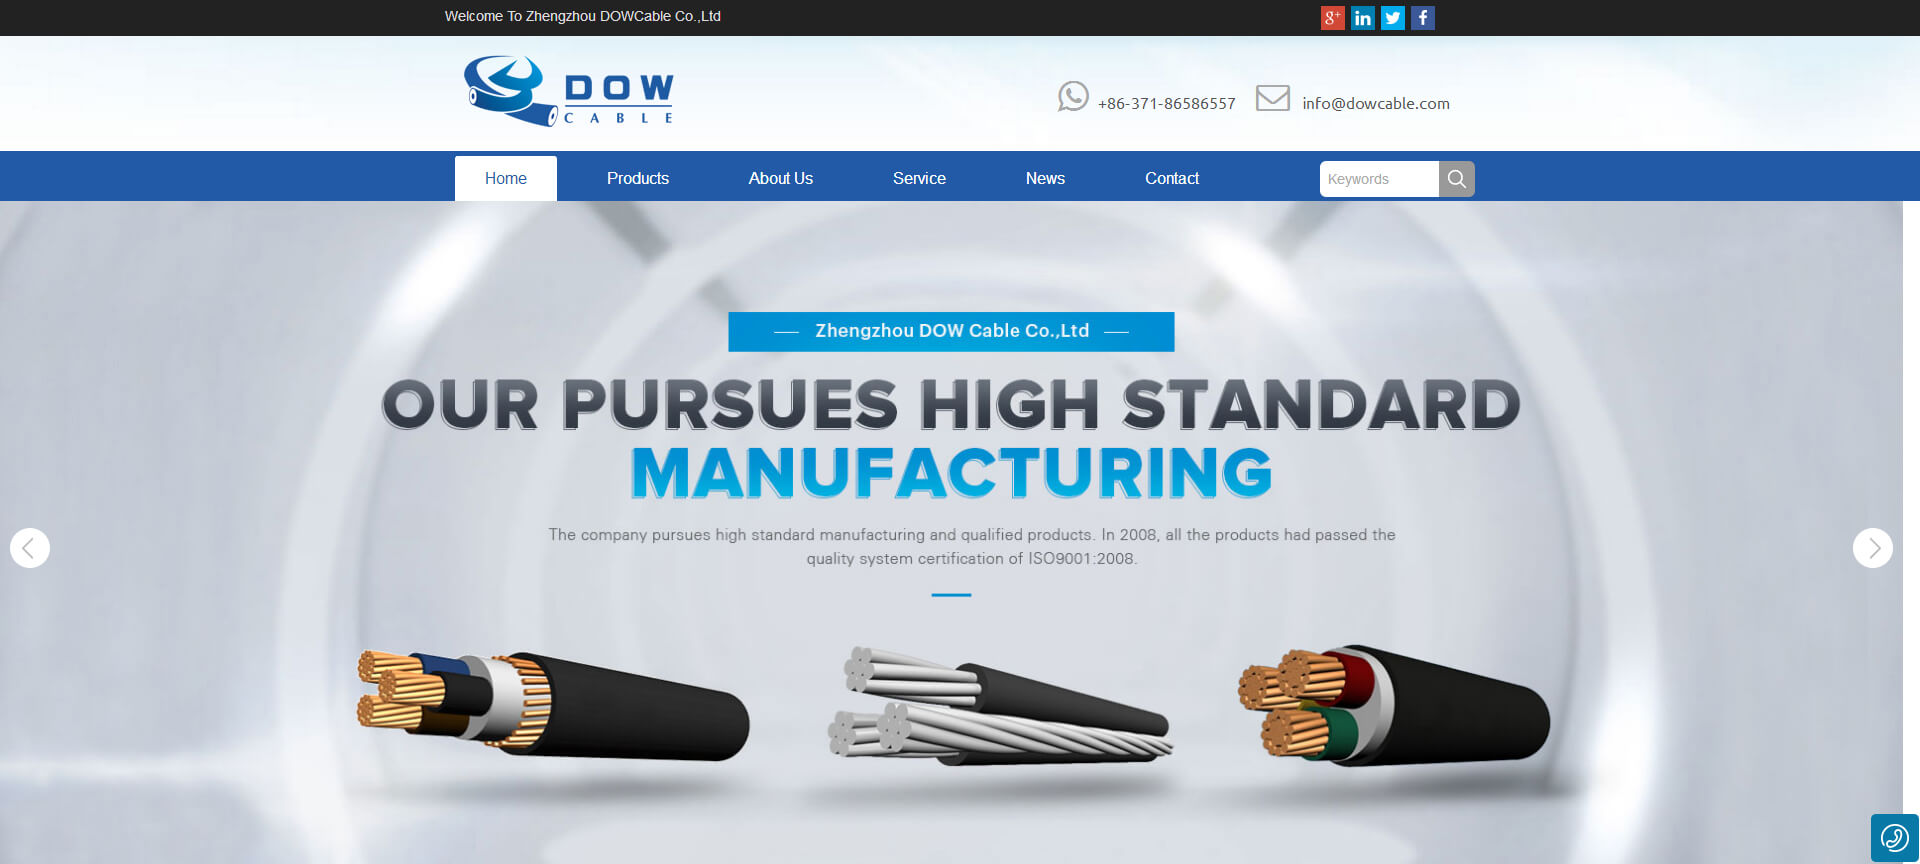 Welcome To Zhengzhou DOWCable Co.,Ltd
g+ in f
DOW
CABLE
+86-371-86586557 info@dowcable.com
Home Products About Us Service News Contact Keywords
Zhengzhou DOW Cable Co.,Ltd
OUR PURSUES HIGH STANDARD
MANUFACTURING
The company pursues high standard manufacturing and qualified products. In 2008, all the products had passed the
quality system certification of ISO9001:2008.